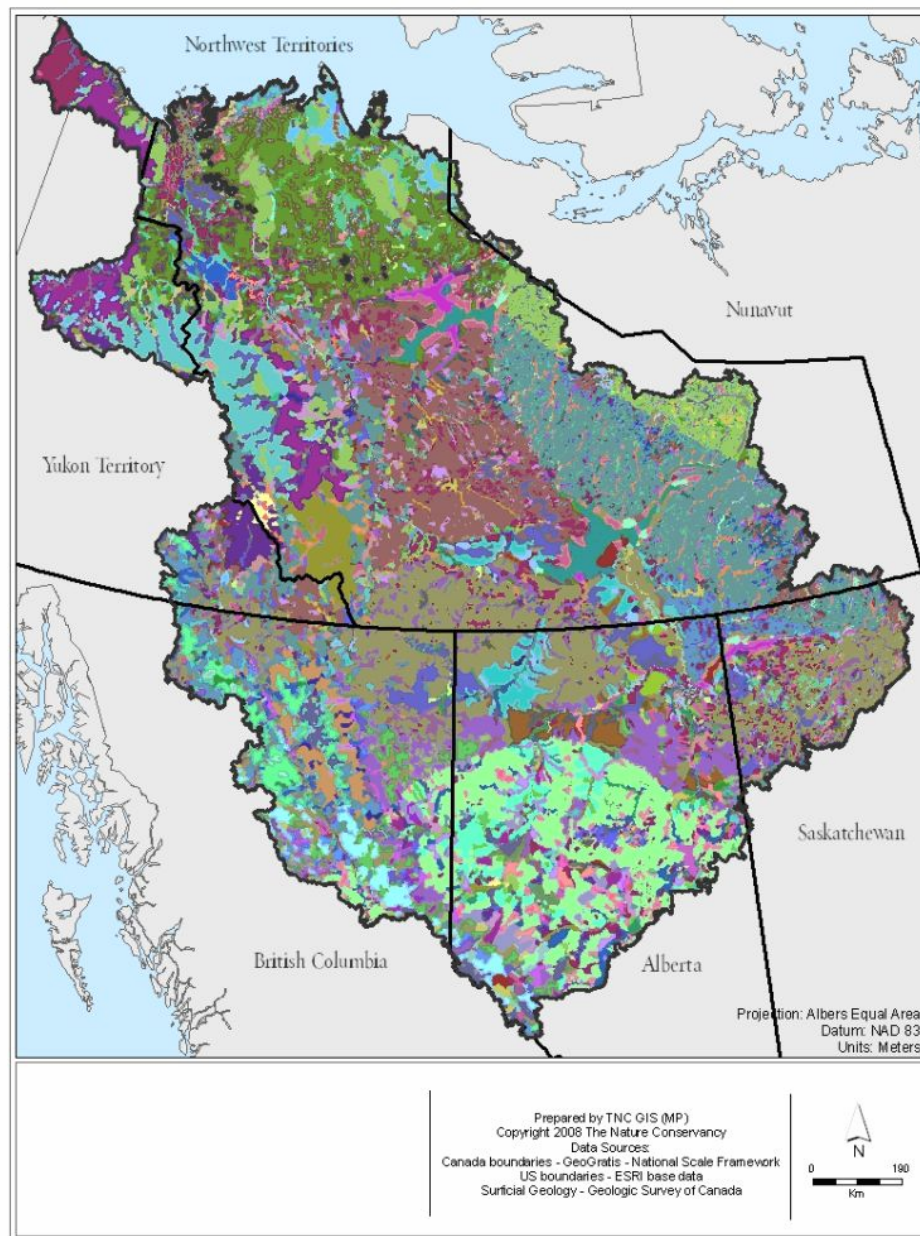 Northwest Territories
Nunavut
Yukon Territory
Saskatchewan
British Columbia
Alberta
Projection: Albers Equal Area
Datum: NAD 83
Units: Meters
Prepared by TNC GIS (MP)
Copyright 2008 The Nature Conservancy
Data Sources:
Canada boundaries - GeoGratis - National Scale Framework
US boundaries - ESRI base data
Surficial Geology - Geologic Survey of Canada
N
0 190
Km